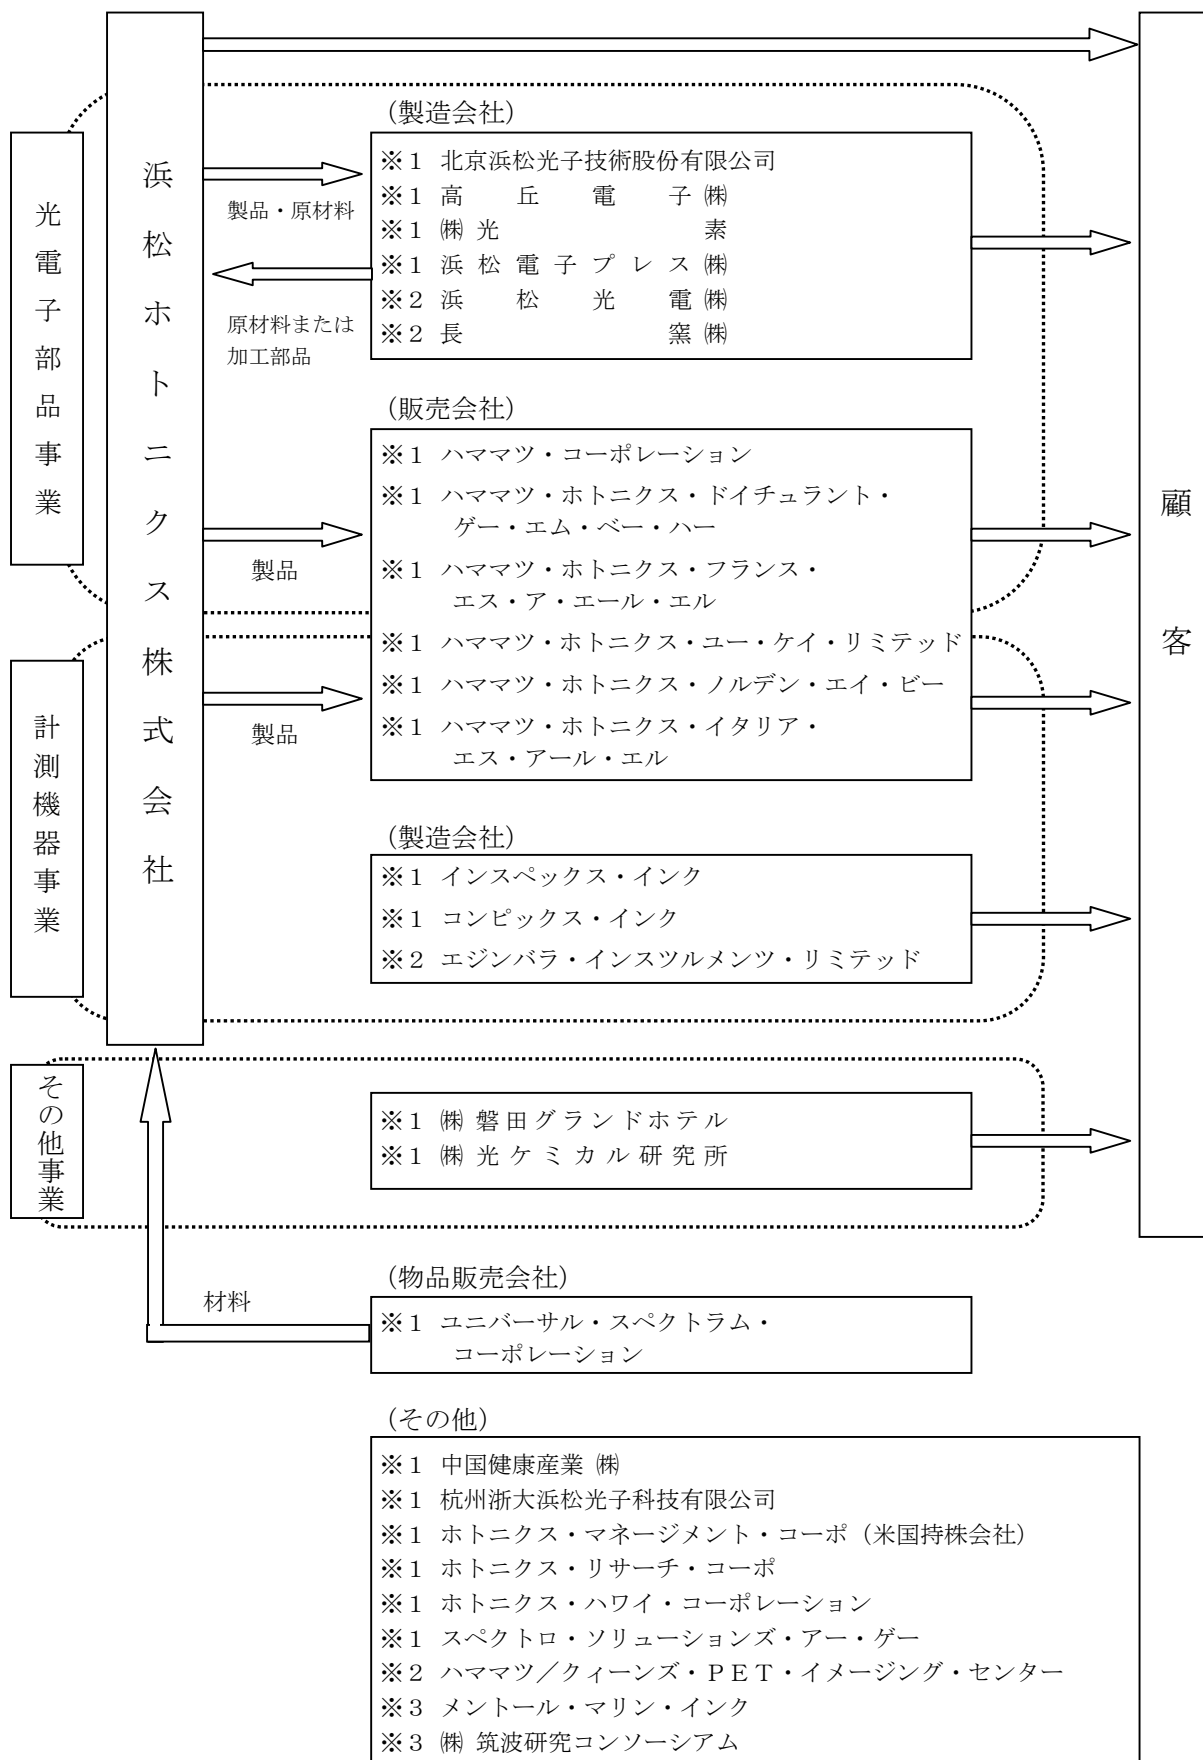 光電子部品事業
計測機器事業
その他事業
浜松ホトニクス株式会社
顧客
(製造会社)
※1 北京浜松光子技術股份有限公司
※1 高丘電子㈱
※1 ㈱光素
※1 浜松電子プレス㈱
※2 浜松光電㈱
※2 長窯㈱
製品・原材料
原材料または
加工部品
(販売会社)
※1 ハママツ・コーポレーション
※1 ハママツ・ホトニクス・ドイチュラント・
ゲー・エム・ベー・ハー
※1 ハママツ・ホトニクス・フランス・
エス・ア・エール・エル
※1 ハママツ・ホトニクス・ユー・ケイ・リミテッド
※1 ハママツ・ホトニクス・ノルデン・エイ・ビー
※1 ハママツ・ホトニクス・イタリア・
エス・アール・エル
製品
製品
(製造会社)
※1 インスペックス・インク
※1 コンピックス・インク
※2 エジンバラ・インスツルメンツ・リミテッド
※1 ㈱磐田グランドホテル
※1 ㈱光ケミカル研究所
(物品販売会社)
材料
※1 ユニバーサル・スペクトラム・
コーポレーション
(その他)
※1 中国健康産業 ㈱
※1 杭州浙大浜松光子科技有限公司
※1 ホトニクス・マネージメント・コーポ(米国持株会社)
※1 ホトニクス・リサーチ・コーポ
※1 ホトニクス・ハワイ・コーポレーション
※1 スペクトロ・ソリューションズ・アー・ゲー
※2 ハママツ/クィーンズ・PET・イメージング・センター
※3 メントール・マリン・インク
※3 ㈱ 筑波研究コンソーシアム